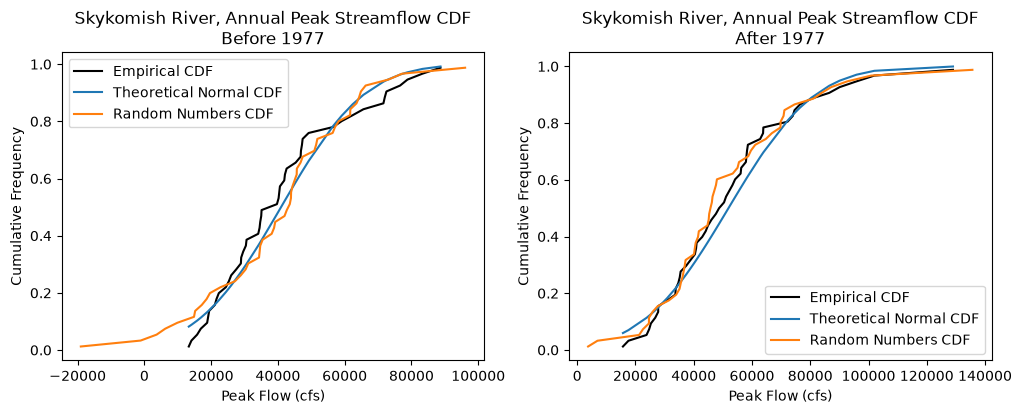 Skykomish River, Annual Peak Streamflow CDF
Before 1977
Empirical CDF
Theoretical Normal CDF
Random Numbers CDF
Cumulative Frequency
1.0
0.8
0.6
0.4
0.2
0.0
−20000 0 20000 40000 60000 80000 100000
Peak Flow (cfs)
Skykomish River, Annual Peak Streamflow CDF
After 1977
Cumulative Frequency
1.0
0.8
0.6
0.4
0.2
0.0
Empirical CDF
Theoretical Normal CDF
Random Numbers CDF
0 20000 40000 60000 80000 100000 120000 140000
Peak Flow (cfs)